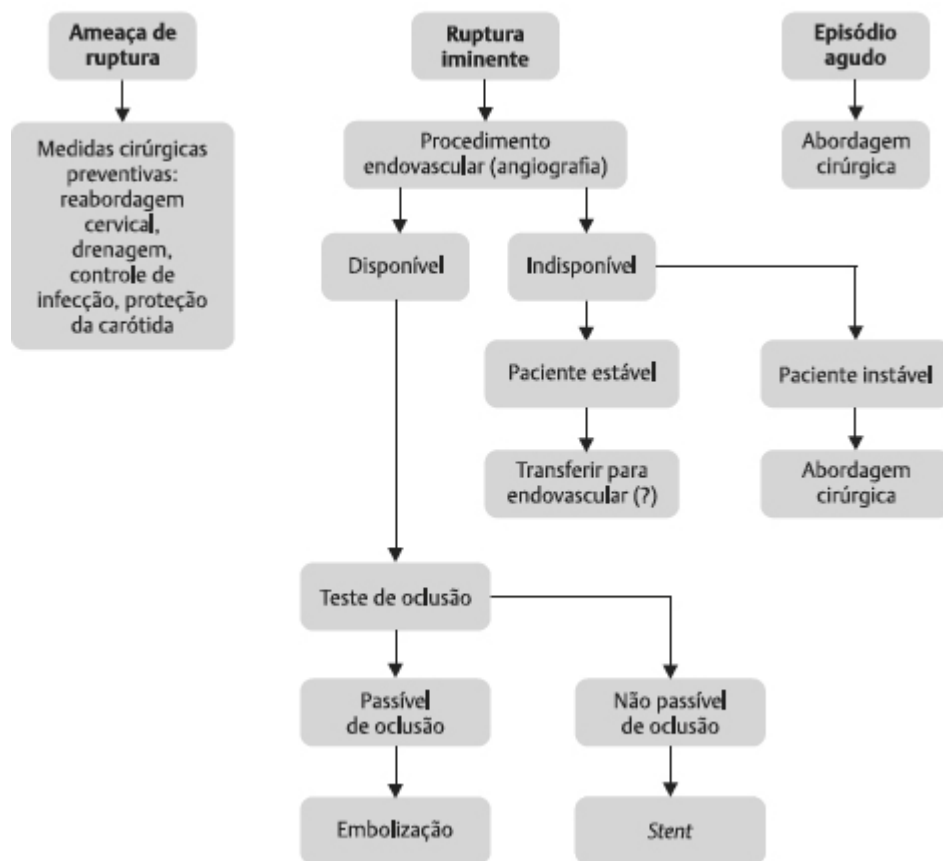 Ameaça de
ruptura
Medidas cirúrgicas
preventivas:
reabordagem
cervical,
drenagem,
controle de
infecção, proteção
da carótida
Ruptura
iminente
Procedimento
endovascular (angiografia)
Disponível
Indisponível
Paciente estável
Paciente instável
Transferir para
endovascular (?)
Abordagem
cirúrgica
Teste de oclusão
Passível
de oclusão
Não passível
de oclusão
Embolização
Stent
Episódio
agudo
Abordagem
cirúrgica